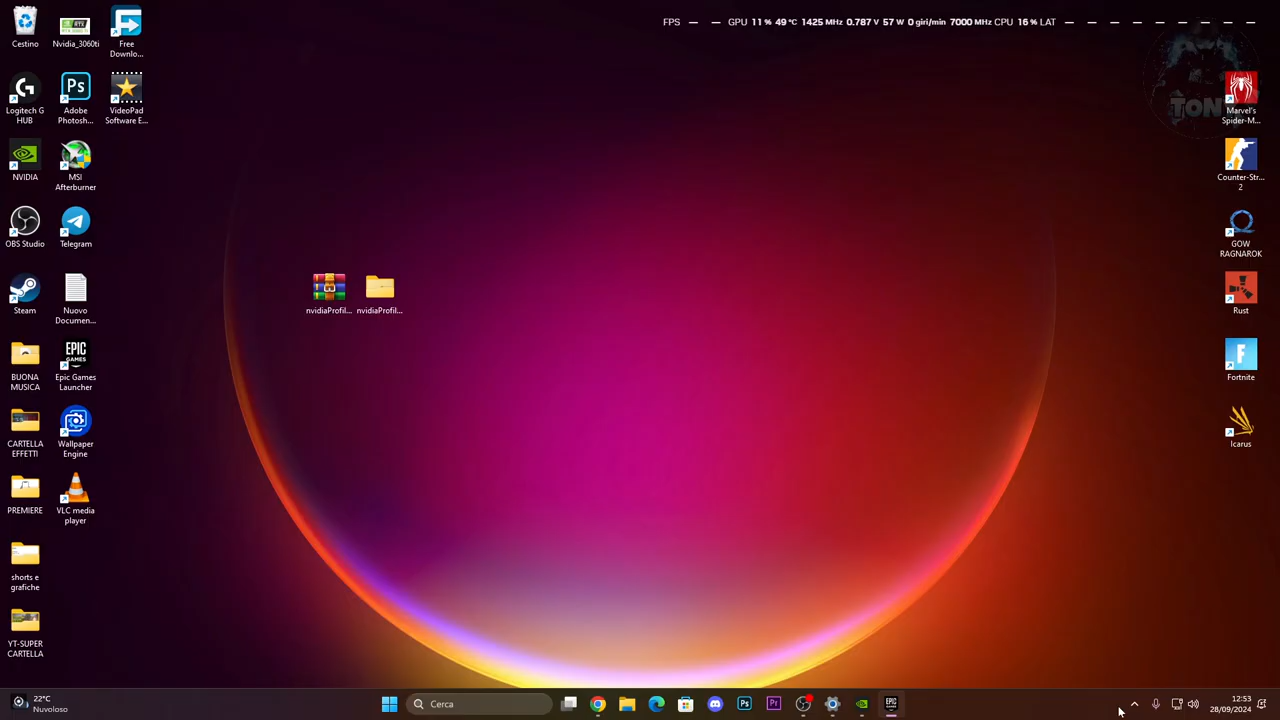 FPS — — GPU 11 % 49 °C 1425 MHz 0.787 V 57 W 0 giri/min 7000 MHz CPU 16 % LAT — — — — — — — — —
Cestino
Nvidia_3060ti
Free
Downlo...
Logitech G
HUB
Adobe
Photosh...
VideoPad
Software E...
NVIDIA
MSI
Afterburner
OBS Studio
Telegram
Steam
Nuovo
Documen...
BUONA
MUSICA
Epic Games
Launcher
CARTELLA
EFFETTI
Wallpaper
Engine
PREMIERE
VLC media
player
shorts e
grafiche
YT-SUPER
CARTELLA
nvidiaProfil...
nvidiaProfil...
TON
Marvel's
Spider-M...
Counter-Str...
2
GOW
RAGNAROK
Rust
Fortnite
Icarus
22°C
Nuvoloso
Cerca
12:53
28/09/2024